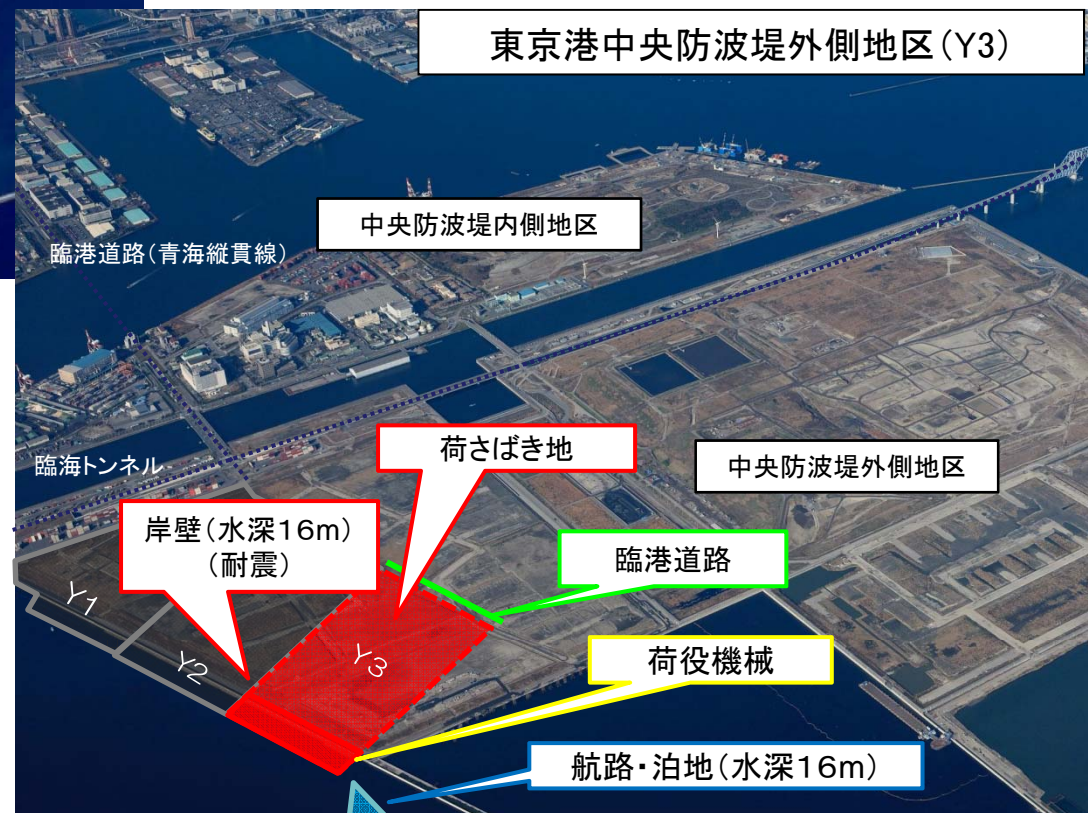 東京港中央防波堤外側地区(Y3)
中央防波堤内側地区
臨港道路(青海縦貫線)
荷さばき地
臨海トンネル
中央防波堤外側地区
岸壁(水深16m)
(耐震)
臨港道路
Y1
Y2
Y3
荷役機械
航路・泊地(水深16m)